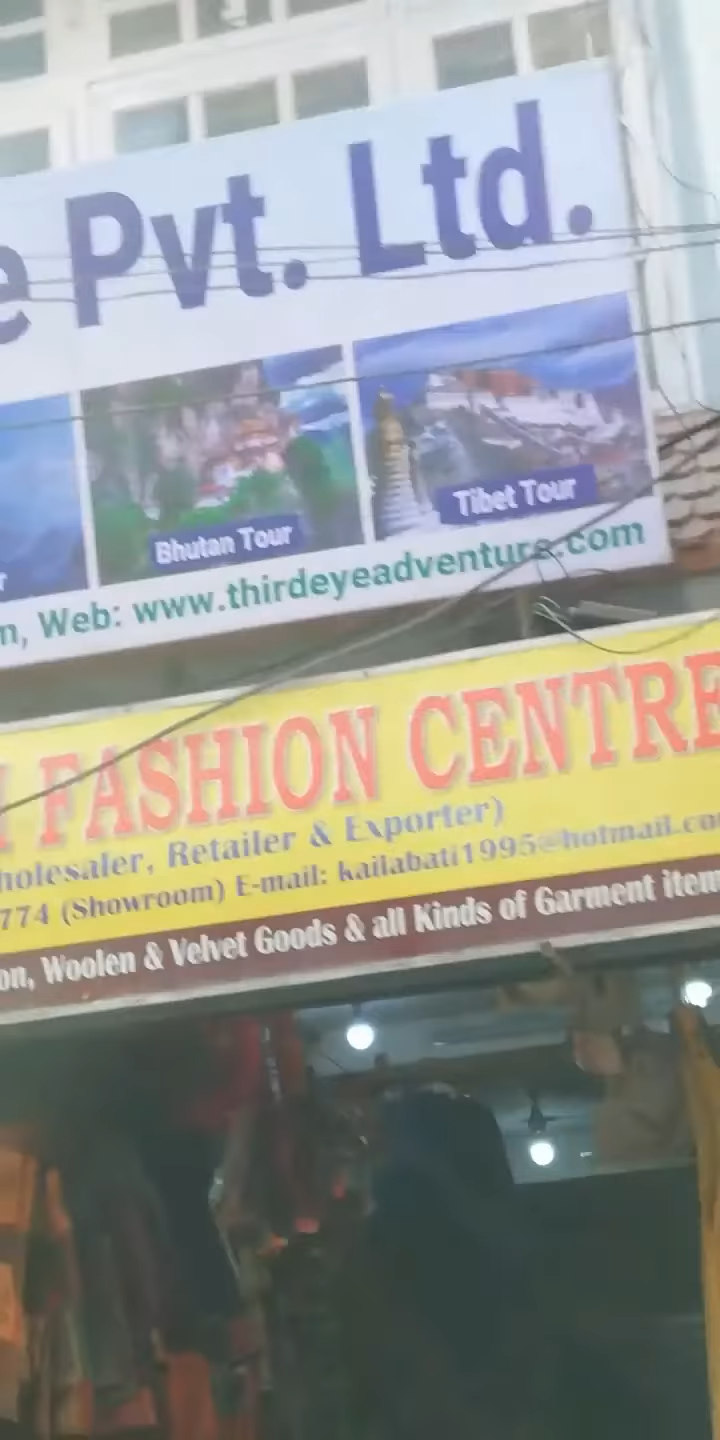 e Pvt. Ltd.
r
Bhutan Tour
Tibet Tour
m, Web: www.thirdeyeadventure.com
FASHION CENTRE
holesaler, Retailer & Exporter)
774 (Showroom) E-mail: kailabati1995@hotmail.co
on, Woolen & Velvet Goods & all Kinds of Garment item